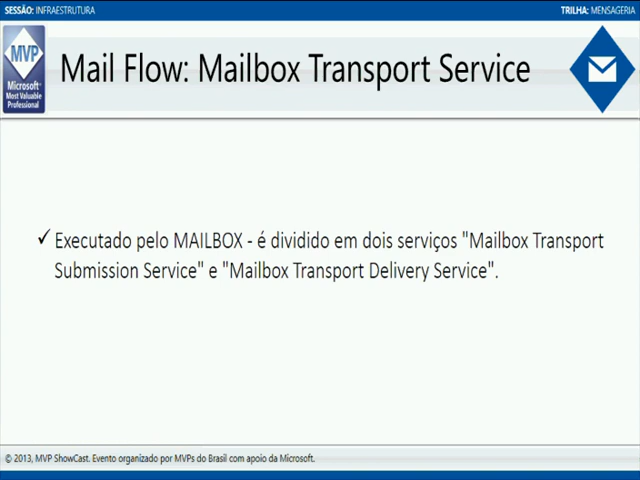 SESSÃO: INFRAESTRUTURA
TRILHA: MENSAGERIA
MVP
Microsoft®
Most Valuable
Professional
Mail Flow: Mailbox Transport Service
✓ Executado pelo MAILBOX - é dividido em dois serviços "Mailbox Transport
Submission Service" e "Mailbox Transport Delivery Service".
© 2013, MVP ShowCast. Evento organizado por MVPs do Brasil com apoio da Microsoft.